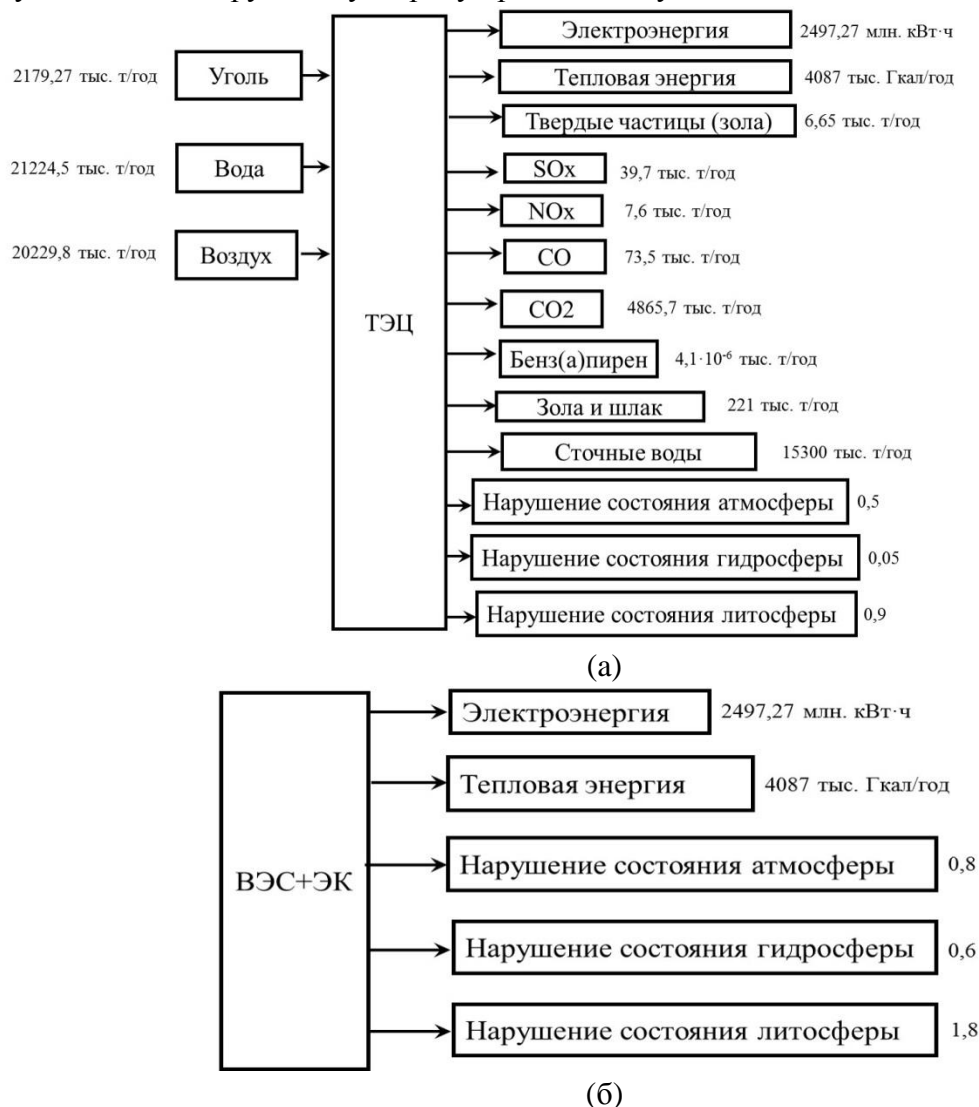 Электроэнергия 2497,27 млн. кВт·ч
2179,27 тыс. т/год Уголь
Тепловая энергия 4087 тыс. Гкал/год
Твердые частицы (зола) 6,65 тыс. т/год
21224,5 тыс. т/год Вода
SOx 39,7 тыс. т/год
NOx 7,6 тыс. т/год
20229,8 тыс. т/год Воздух
CO 73,5 тыс. т/год
CO2 4865,7 тыс. т/год
ТЭЦ
Бенз(а)пирен 4,1·10⁻⁶ тыс. т/год
Зола и шлак 221 тыс. т/год
Сточные воды 15300 тыс. т/год
Нарушение состояния атмосферы 0,5
Нарушение состояния гидросферы 0,05
Нарушение состояния литосферы 0,9
(а)
Электроэнергия 2497,27 млн. кВт·ч
Тепловая энергия 4087 тыс. Гкал/год
Нарушение состояния атмосферы 0,8
ВЭС+ЭК
Нарушение состояния гидросферы 0,6
Нарушение состояния литосферы 1,8
(б)